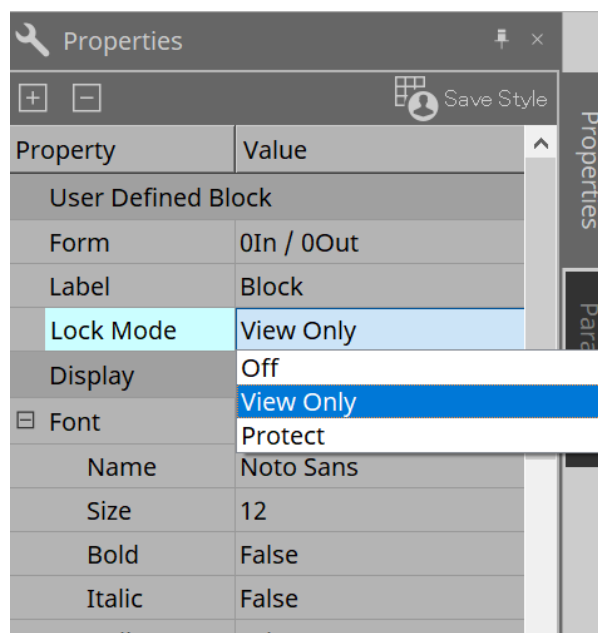 Properties
Save Style
Property Value
User Defined Block
Form 0In / 0Out
Label Block
Lock Mode View Only
Off
Display
View Only
Font
Protect
Name Noto Sans
Size 12
Bold False
Italic False
Properties